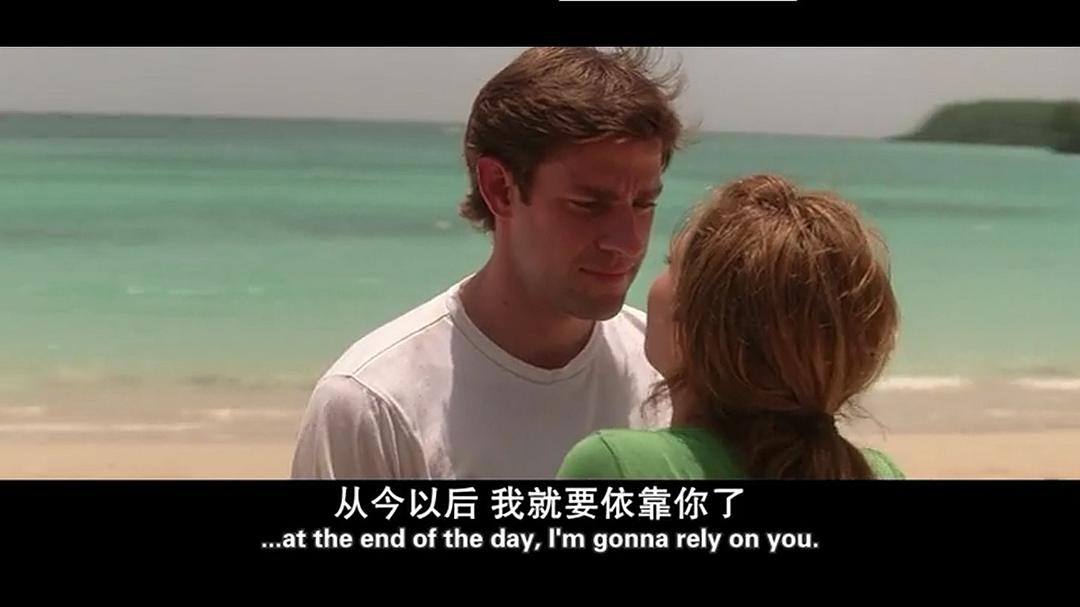 从今以后 我就要依靠你了
...at the end of the day, I'm gonna rely on you.